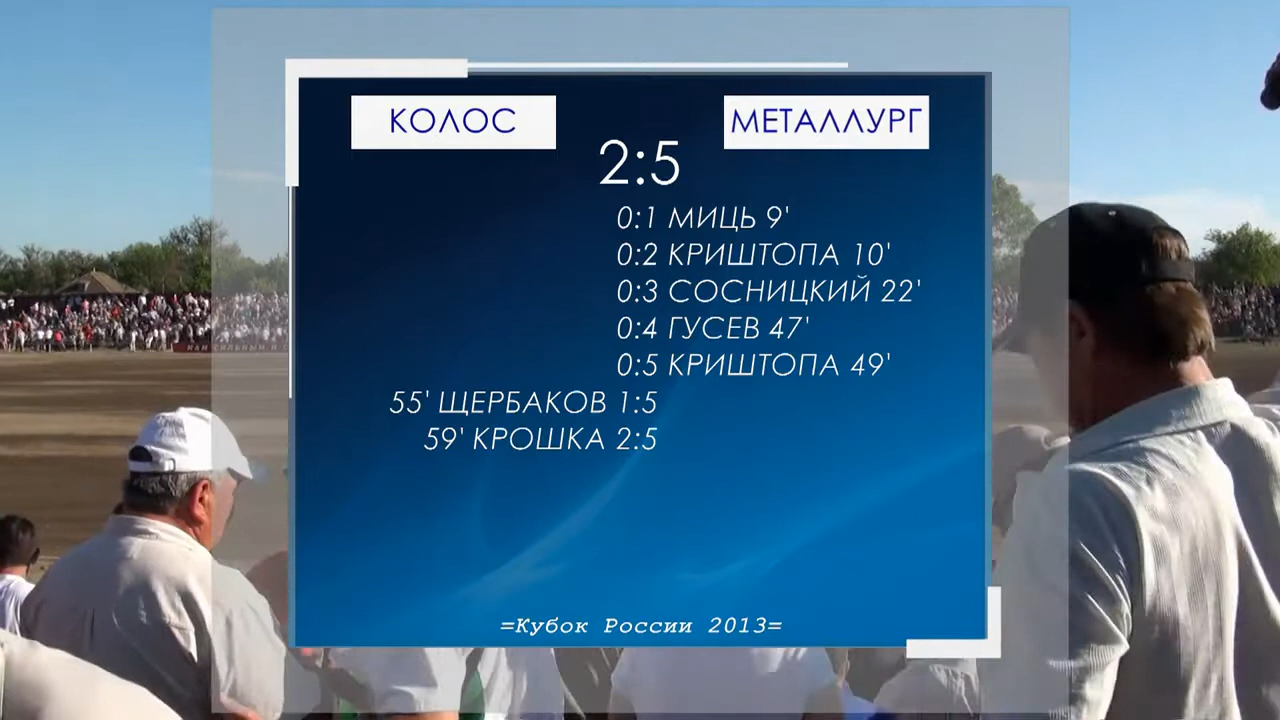 КОЛОС
МЕТАЛЛУРГ
2:5
0:1 МИЦЬ 9'
0:2 КРИШТОПА 10'
0:3 СОСНИЦКИЙ 22'
0:4 ГУСЕВ 47'
0:5 КРИШТОПА 49'
55' ЩЕРБАКОВ 1:5
59' КРОШКА 2:5
=Кубок России 2013=